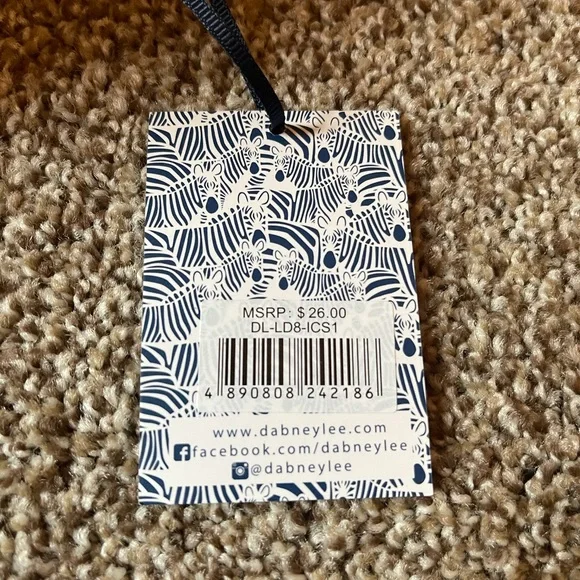 MSRP: $ 26.00
DL-LD8-ICS1
4 890808 242186
www.dabneylee.com
facebook.com/dabneylee
@dabneylee